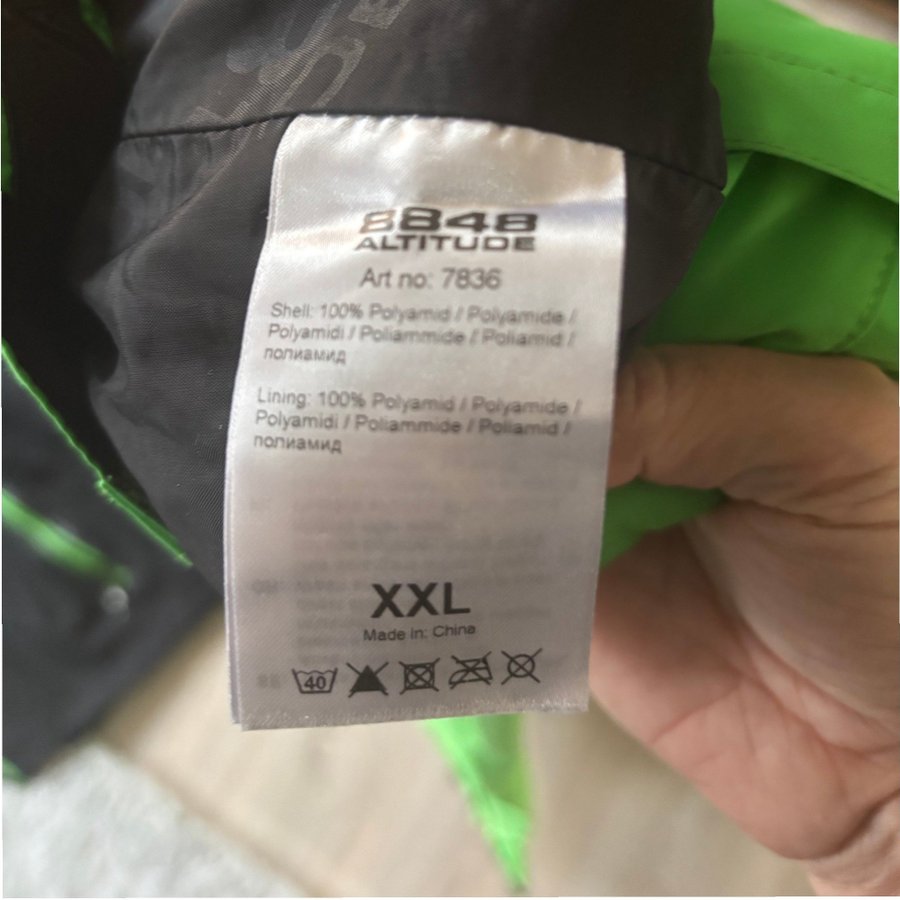 8848
ALTITUDE
Art no: 7836
Shell: 100% Polyamid / Polyamide /
Polyamidi / Poliammide / Poliamid /
полиамид
Lining: 100% Polyamid / Polyamide /
Polyamidi / Poliammide / Poliamid /
полиамид
XXL
Made in: China
40